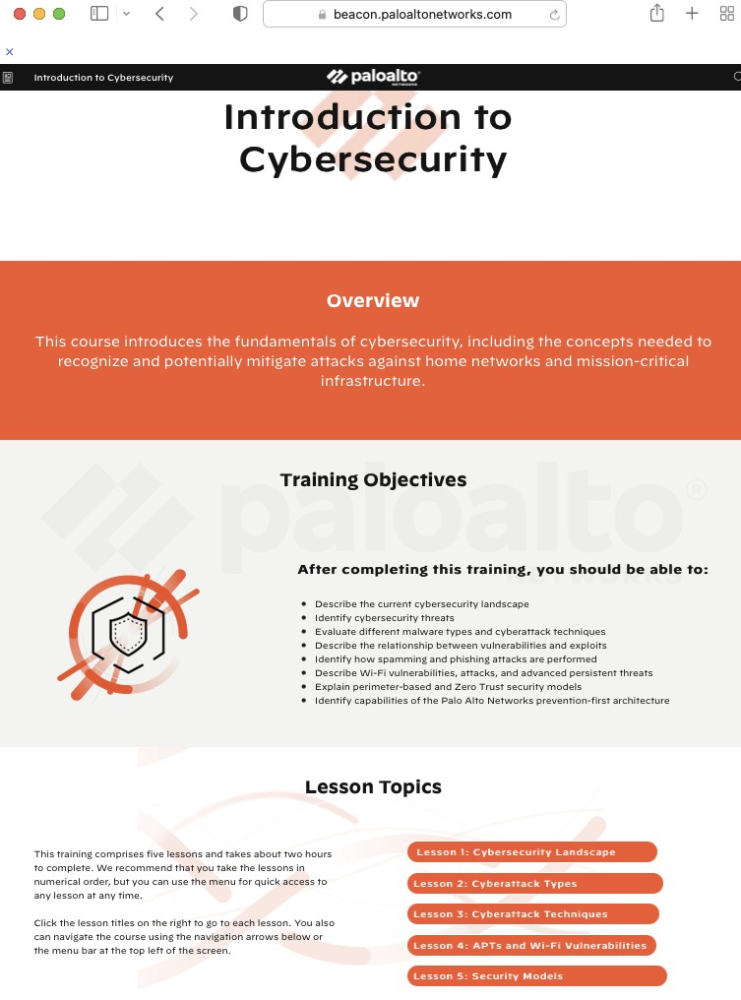 beacon.paloaltonetworks.com
Introduction to Cybersecurity
paloalto
NETWORKS
Introduction to
Cybersecurity
Overview
This course introduces the fundamentals of cybersecurity, including the concepts needed to
recognize and potentially mitigate attacks against home networks and mission-critical
infrastructure.
paloalto®
NETWORKS
Training Objectives
After completing this training, you should be able to:
• Describe the current cybersecurity landscape
• Identify cybersecurity threats
• Evaluate different malware types and cyberattack techniques
• Describe the relationship between vulnerabilities and exploits
• Identify how spamming and phishing attacks are performed
• Describe Wi-Fi vulnerabilities, attacks, and advanced persistent threats
• Explain perimeter-based and Zero Trust security models
• Identify capabilities of the Palo Alto Networks prevention-first architecture
Lesson Topics
This training comprises five lessons and takes about two hours
to complete. We recommend that you take the lessons in
numerical order, but you can use the menu for quick access to
any lesson at any time.
Click the lesson titles on the right to go to each lesson. You also
can navigate the course using the navigation arrows below or
the menu bar at the top left of the screen.
Lesson 1: Cybersecurity Landscape
Lesson 2: Cyberattack Types
Lesson 3: Cyberattack Techniques
Lesson 4: APTs and Wi-Fi Vulnerabilities
Lesson 5: Security Models